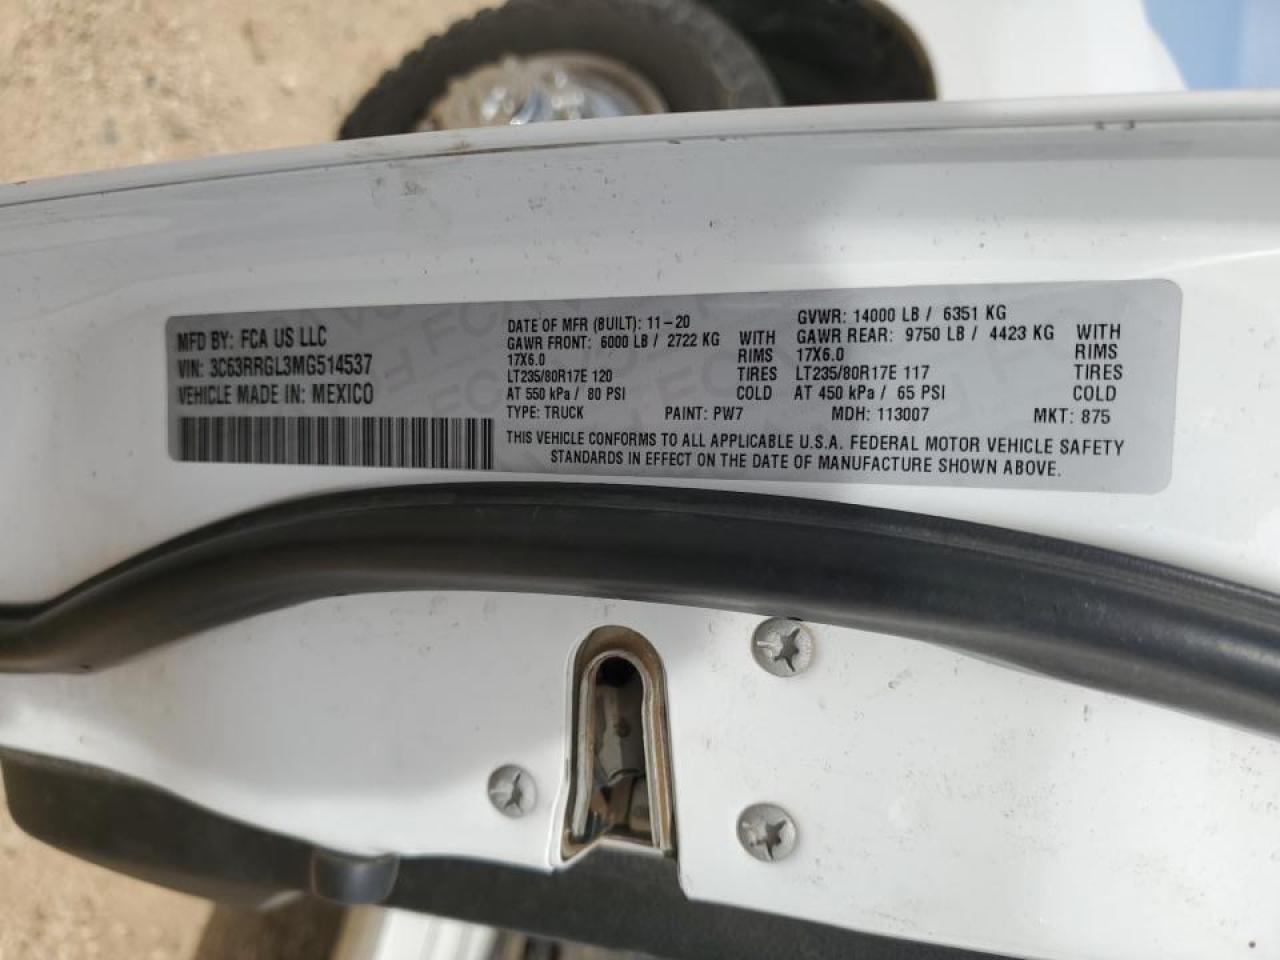 MFD BY: FCA US LLC
VIN: 3C63RRGL3MG514537
VEHICLE MADE IN: MEXICO
DATE OF MFR (BUILT): 11-20
GAWR FRONT: 6000 LB / 2722 KG WITH
17X6.0 RIMS
LT235/80R17E 120 TIRES
AT 550 kPa / 80 PSI COLD
GVWR: 14000 LB / 6351 KG
GAWR REAR: 9750 LB / 4423 KG WITH
17X6.0 RIMS
LT235/80R17E 117 TIRES
AT 450 kPa / 65 PSI COLD
TYPE: TRUCK PAINT: PW7 MDH: 113007 MKT: 875
THIS VEHICLE CONFORMS TO ALL APPLICABLE U.S.A. FEDERAL MOTOR VEHICLE SAFETY
STANDARDS IN EFFECT ON THE DATE OF MANUFACTURE SHOWN ABOVE.